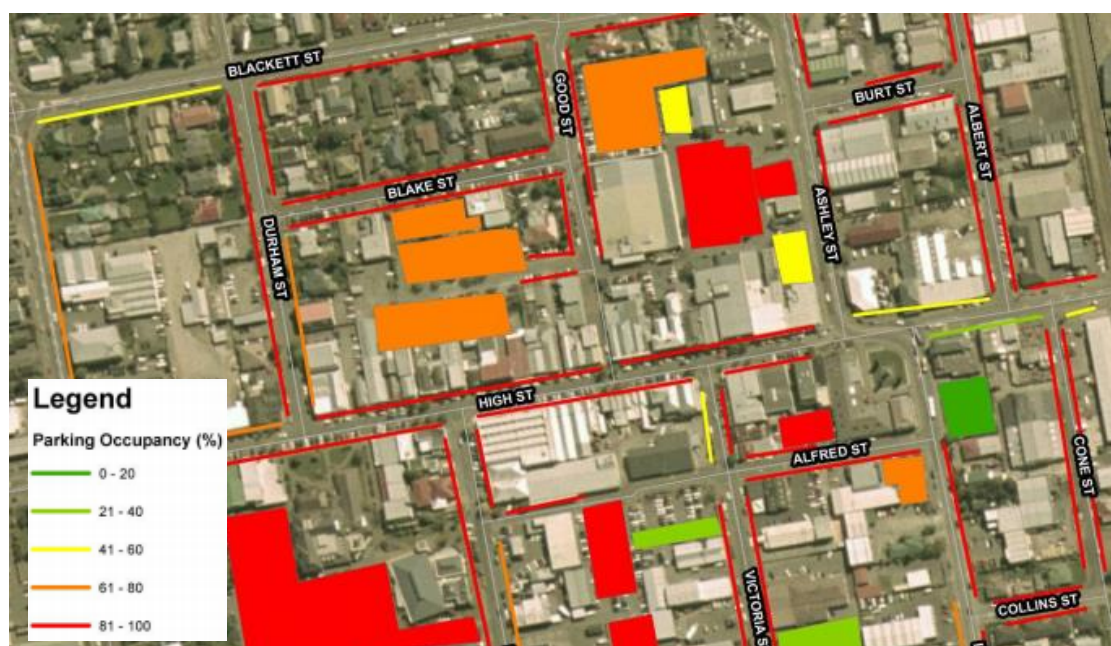 BLACKETT ST
GOOD ST
BURT ST
ALBERT ST
BLAKE ST
ASHLEY ST
DURHAM ST
HIGH ST
ALFRED ST
CONE ST
VICTORIA S
COLLINS ST
Legend
Parking Occupancy (%)
0 - 20
21 - 40
41 - 60
61 - 80
81 - 100